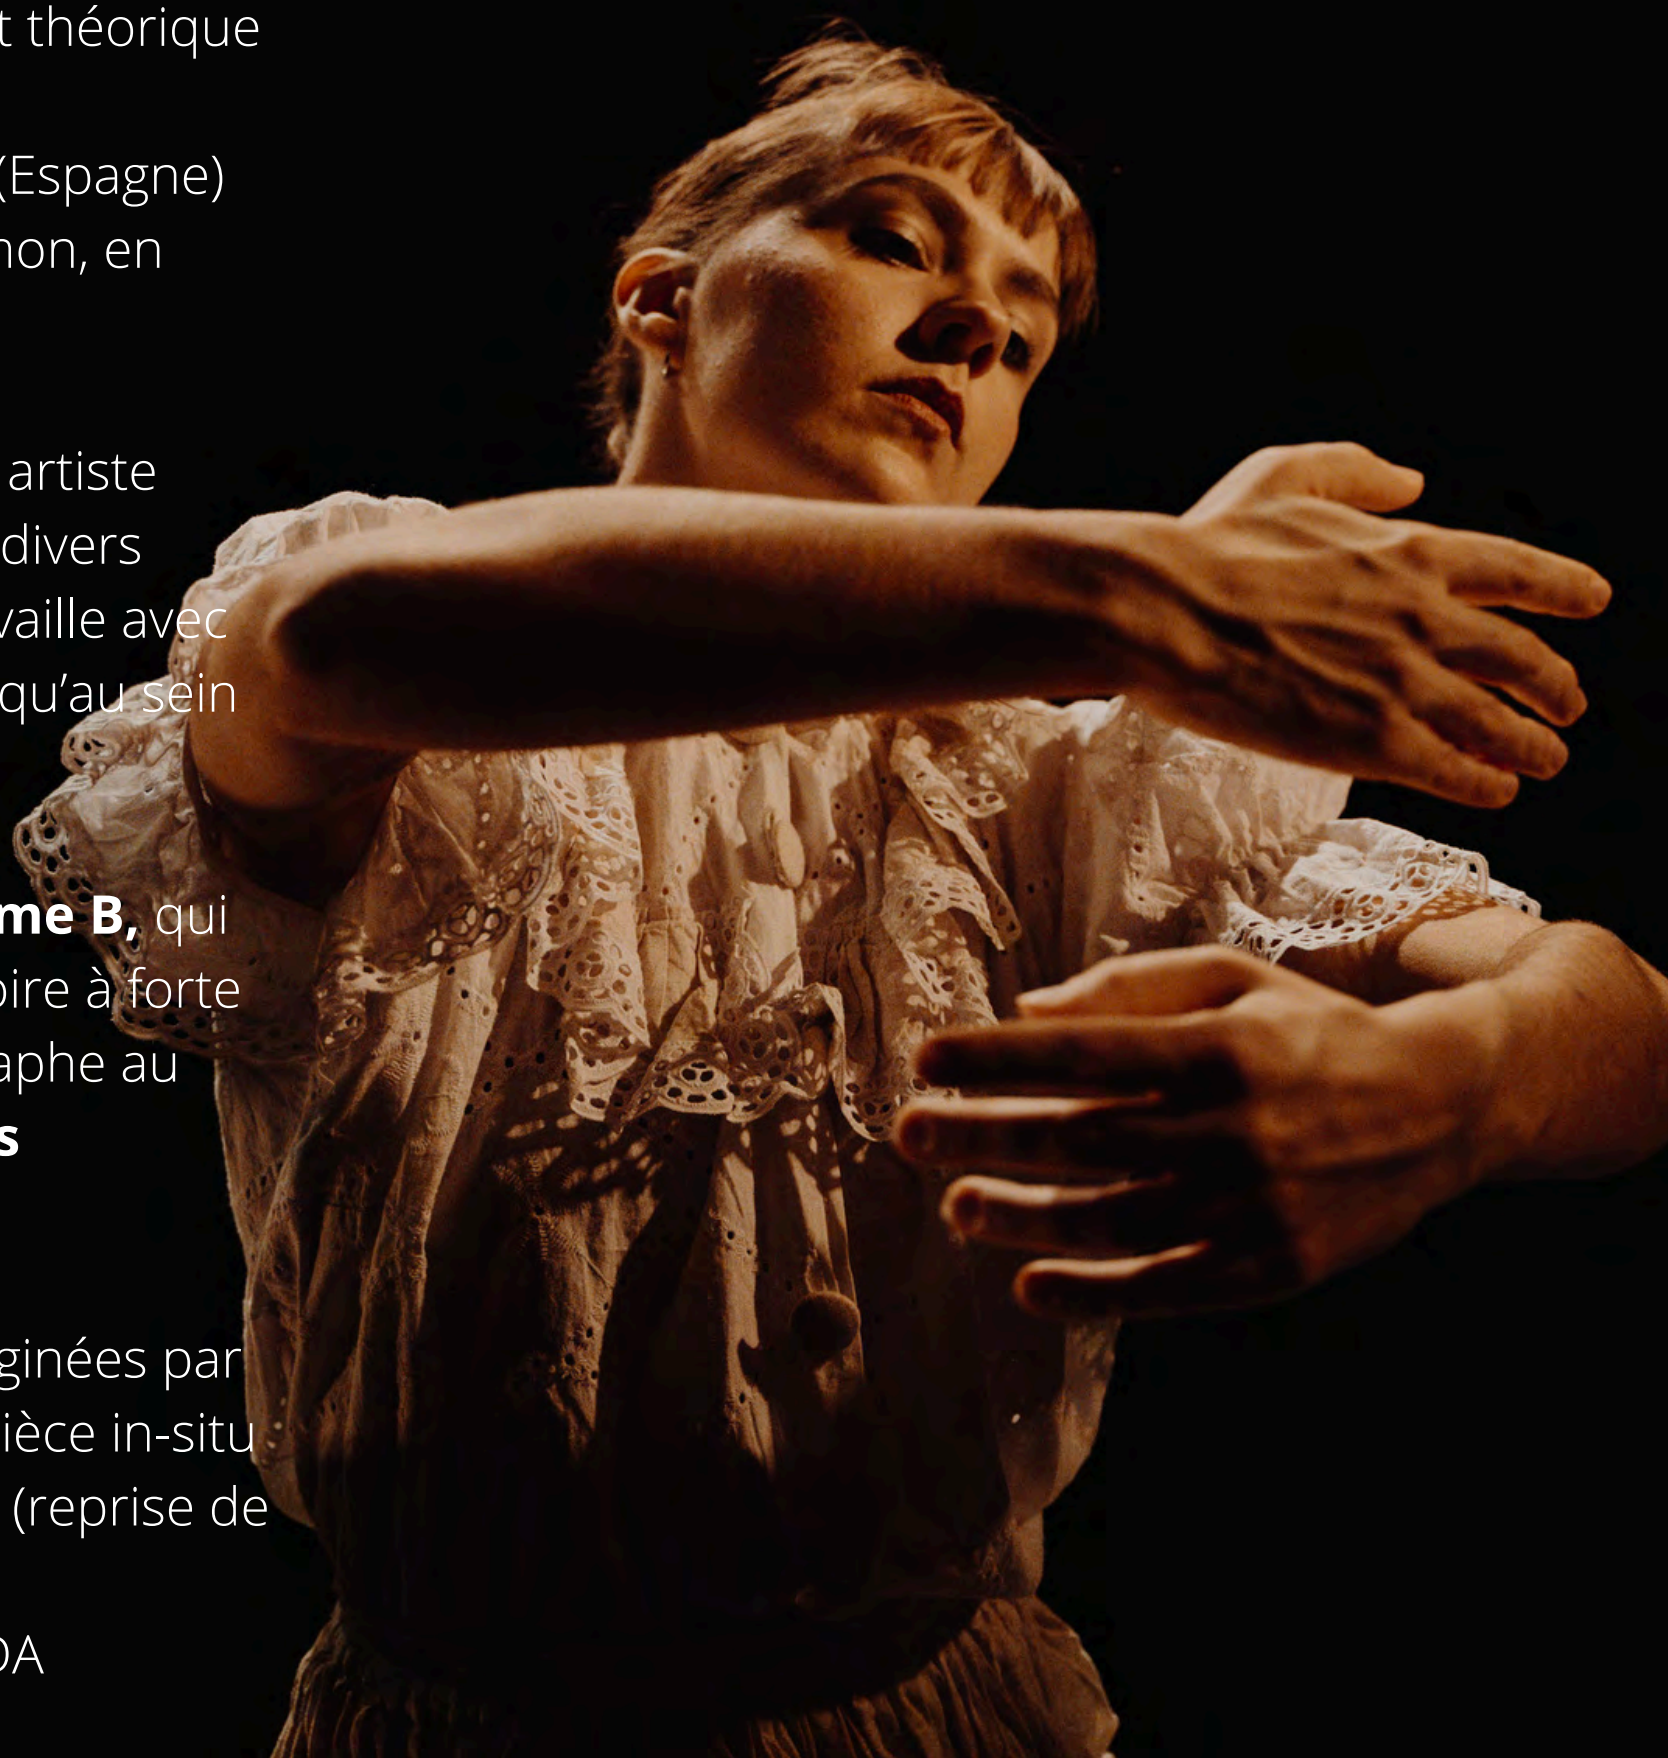 t théorique
(Espagne)
non, en
artiste
divers
vaille avec
qu'au sein
me B, qui
oire à forte
aphe au
s
ginées par
ièce in-situ
(reprise de
DA